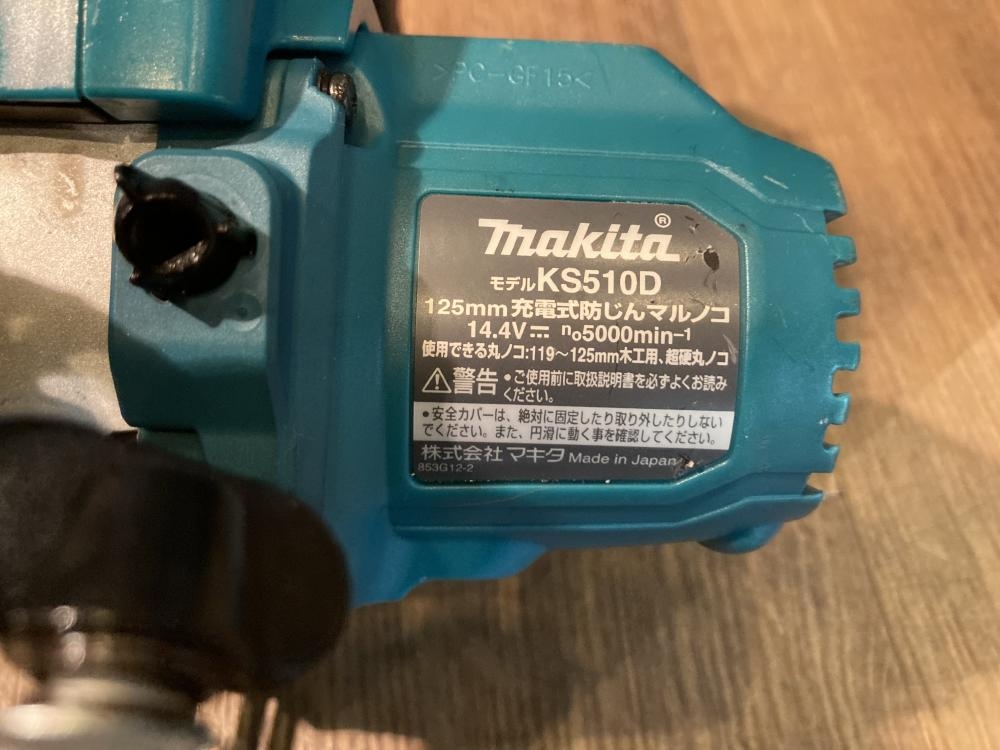 >PC-GF15<
makita®
モデルKS510D
125mm 充電式防じんマルノコ
14.4V⎓ n₀5000min⁻¹
使用できる丸ノコ:119～125mm木工用、超硬丸ノコ
⚠警告 •ご使用前に取扱説明書を必ずよくお読み
ください。
•安全カバーは、絶対に固定したり取り外したりしない
でください。また、円滑に動く事を確認してください。
株式会社 マキタ Made in Japan
853G12-2